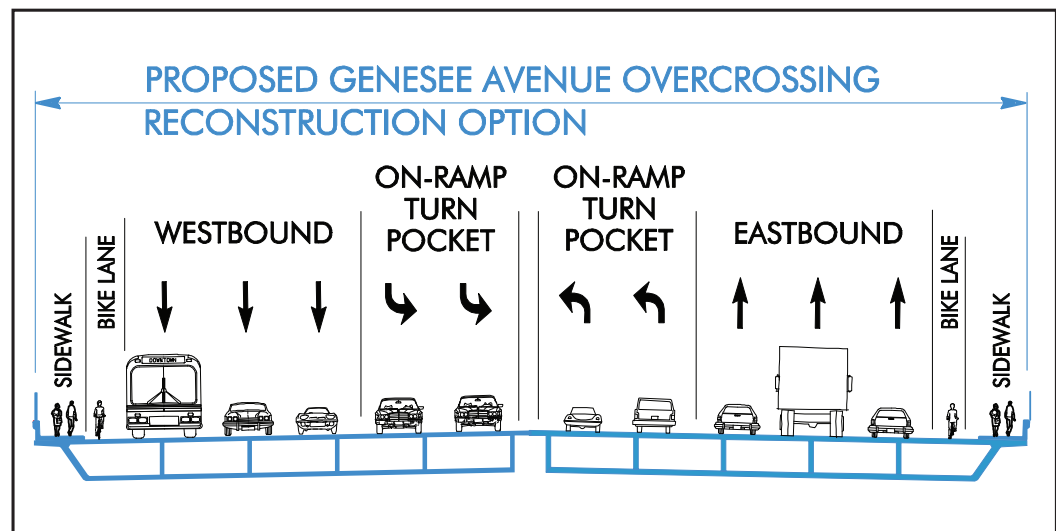 PROPOSED GENESEE AVENUE OVERCROSSING
RECONSTRUCTION OPTION
SIDEWALK
BIKE LANE
WESTBOUND
ON-RAMP
TURN
POCKET
ON-RAMP
TURN
POCKET
EASTBOUND
BIKE LANE
SIDEWALK
DOWNTOWN